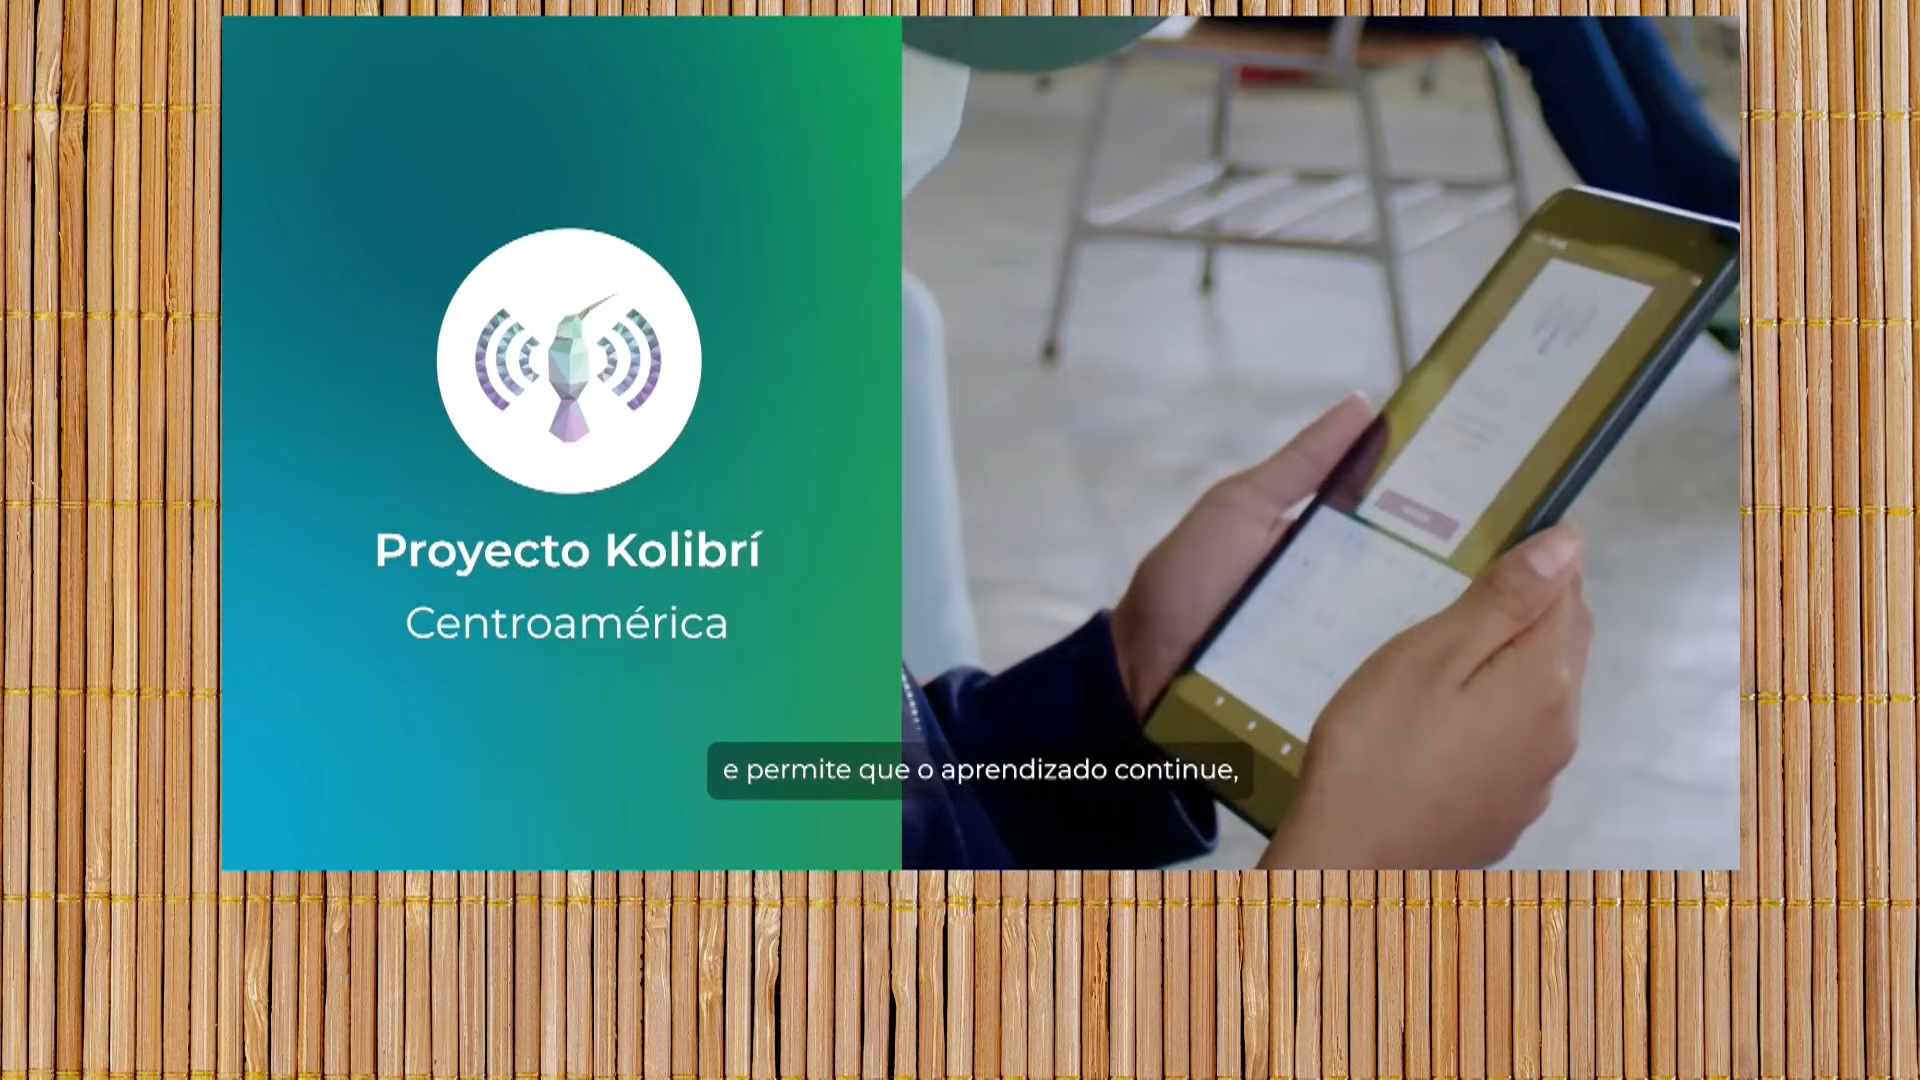 Proyecto Kolibrí
Centroamérica
e permite que o aprendizado continue,